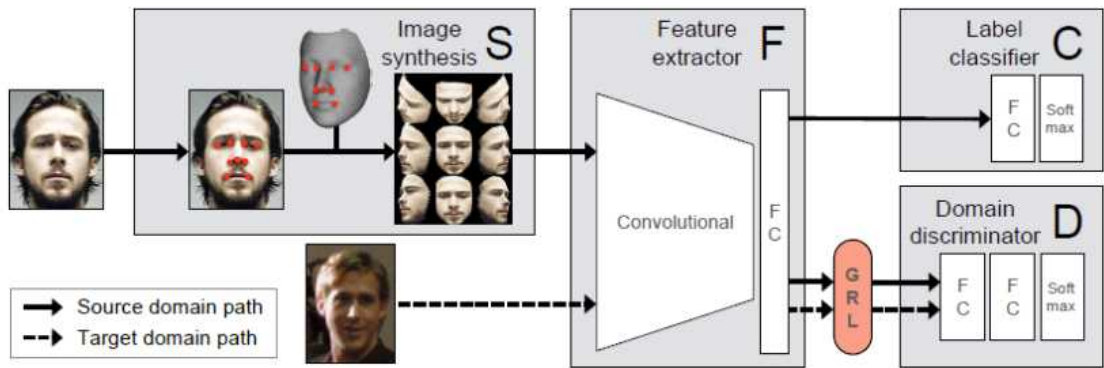 Image
synthesis S
Feature
extractor F
Label
classifier C
F
C
Soft
max
Convolutional
F
C
Domain
discriminator D
G
R
L
F
C
F
C
Soft
max
Source domain path
Target domain path